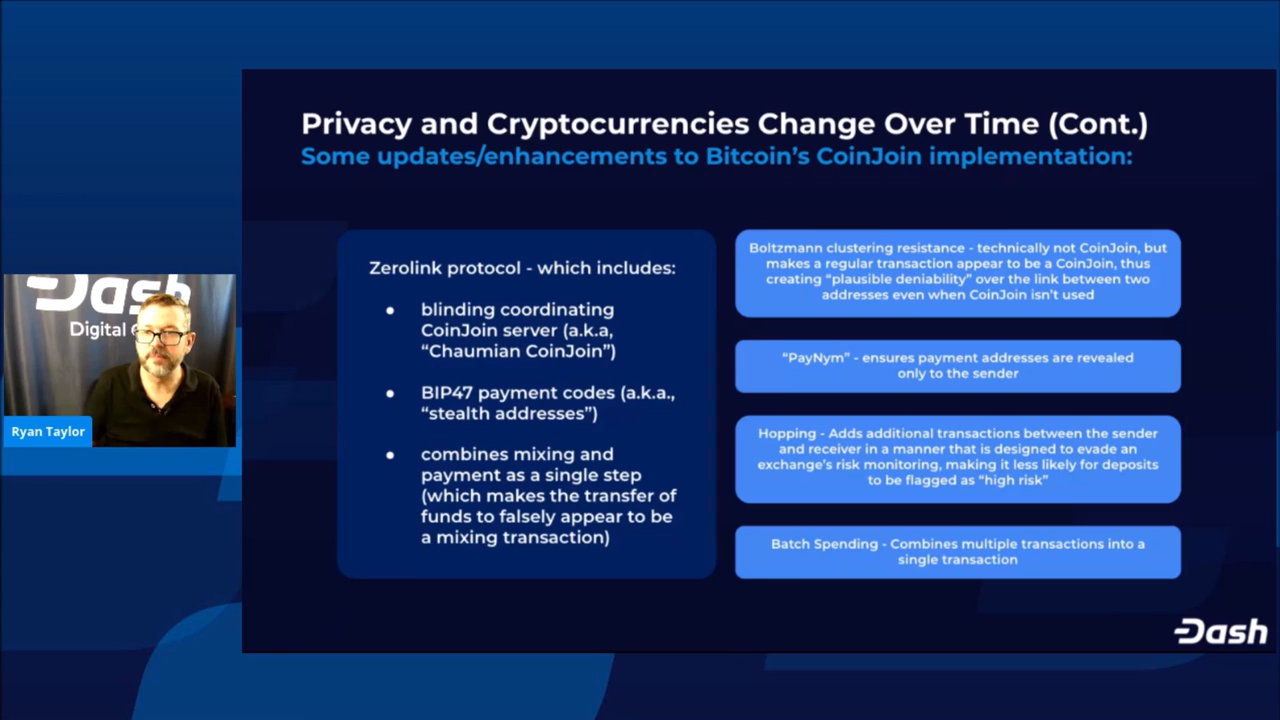 Privacy and Cryptocurrencies Change Over Time (Cont.)
Some updates/enhancements to Bitcoin's CoinJoin implementation:
Zerolink protocol - which includes:
● blinding coordinating
CoinJoin server (a.k.a,
“Chaumian CoinJoin”)
● BIP47 payment codes (a.k.a.,
“stealth addresses”)
● combines mixing and
payment as a single step
(which makes the transfer of
funds to falsely appear to be
a mixing transaction)
Boltzmann clustering resistance - technically not CoinJoin, but
makes a regular transaction appear to be a CoinJoin, thus
creating “plausible deniability” over the link between two
addresses even when CoinJoin isn't used
“PayNym” - ensures payment addresses are revealed
only to the sender
Hopping - Adds additional transactions between the sender
and receiver in a manner that is designed to evade an
exchange's risk monitoring, making it less likely for deposits
to be flagged as “high risk”
Batch Spending - Combines multiple transactions into a
single transaction
Dash
Digital
Ryan Taylor
Dash